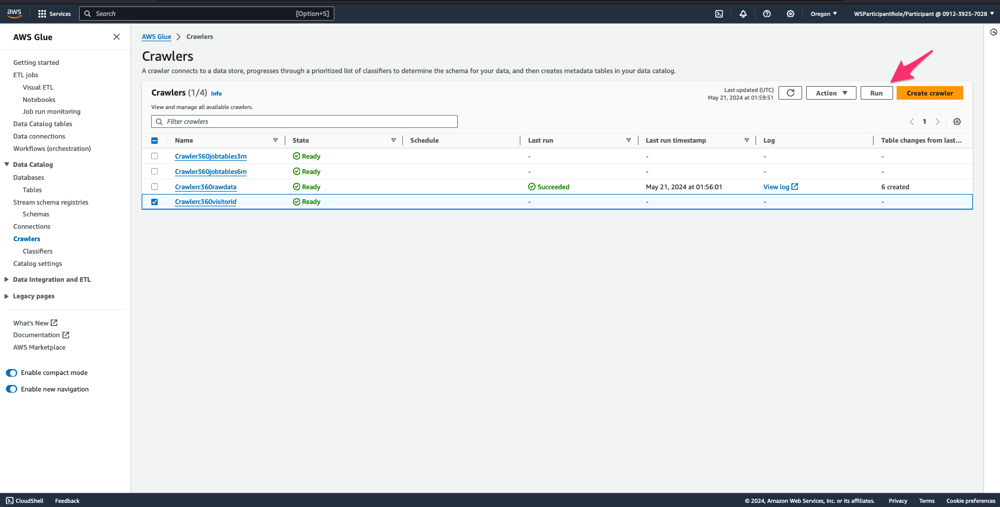 aws
Services
Search
[Option+S]
Oregon
WSParticipantRole/Participant @ 0912-3925-7028
AWS Glue
Getting started
ETL jobs
Visual ETL
Notebooks
Job run monitoring
Data Catalog tables
Data connections
Workflows (orchestration)
Data Catalog
Databases
Tables
Stream schema registries
Schemas
Connections
Crawlers
Classifiers
Catalog settings
Data Integration and ETL
Legacy pages
What's New
Documentation
AWS Marketplace
Enable compact mode
Enable new navigation
AWS Glue > Crawlers
Crawlers
A crawler connects to a data store, progresses through a prioritized list of classifiers to determine the schema for your data, and then creates metadata tables in your data catalog.
Crawlers (1/4) Info
View and manage all available crawlers.
Last updated (UTC)
May 21, 2024 at 01:59:51
Action
Run
Create crawler
Filter crawlers
1
Name State Schedule Last run Last run timestamp Log Table changes from last...
Crawler360jobtables3m Ready - - - -
Crawler360jobtables6m Ready - - - -
Crawlerc360rawdata Ready Succeeded May 21, 2024 at 01:56:01 View log 6 created
Crawlerc360visitorid Ready - - - -
CloudShell
Feedback
© 2024, Amazon Web Services, Inc. or its affiliates.
Privacy
Terms
Cookie preferences